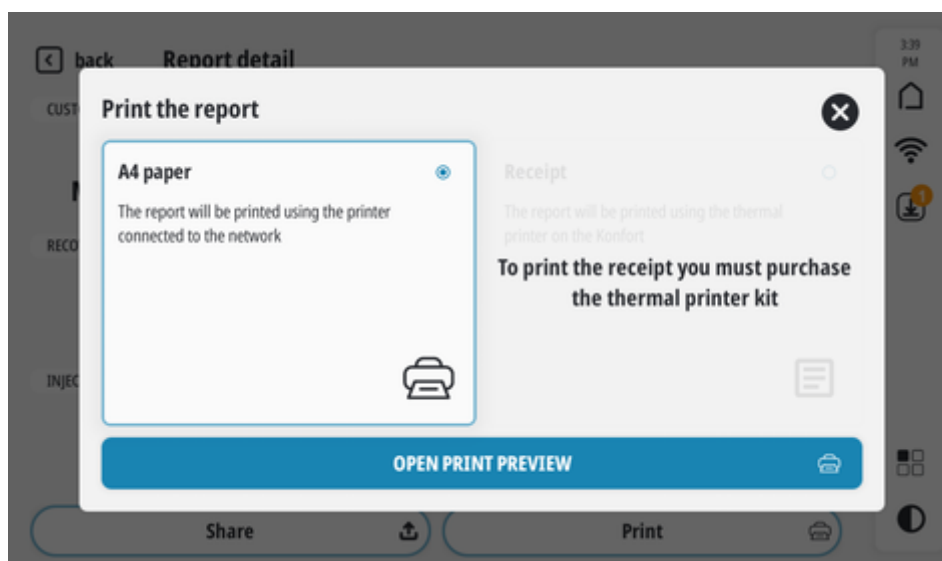 back
Report detail
3:39
PM
CUST
Print the report
A4 paper
The report will be printed using the printer
connected to the network
Receipt
The report will be printed using the thermal
printer on the Konfort
To print the receipt you must purchase
the thermal printer kit
1
RECO
INJEC
OPEN PRINT PREVIEW
Share
Print